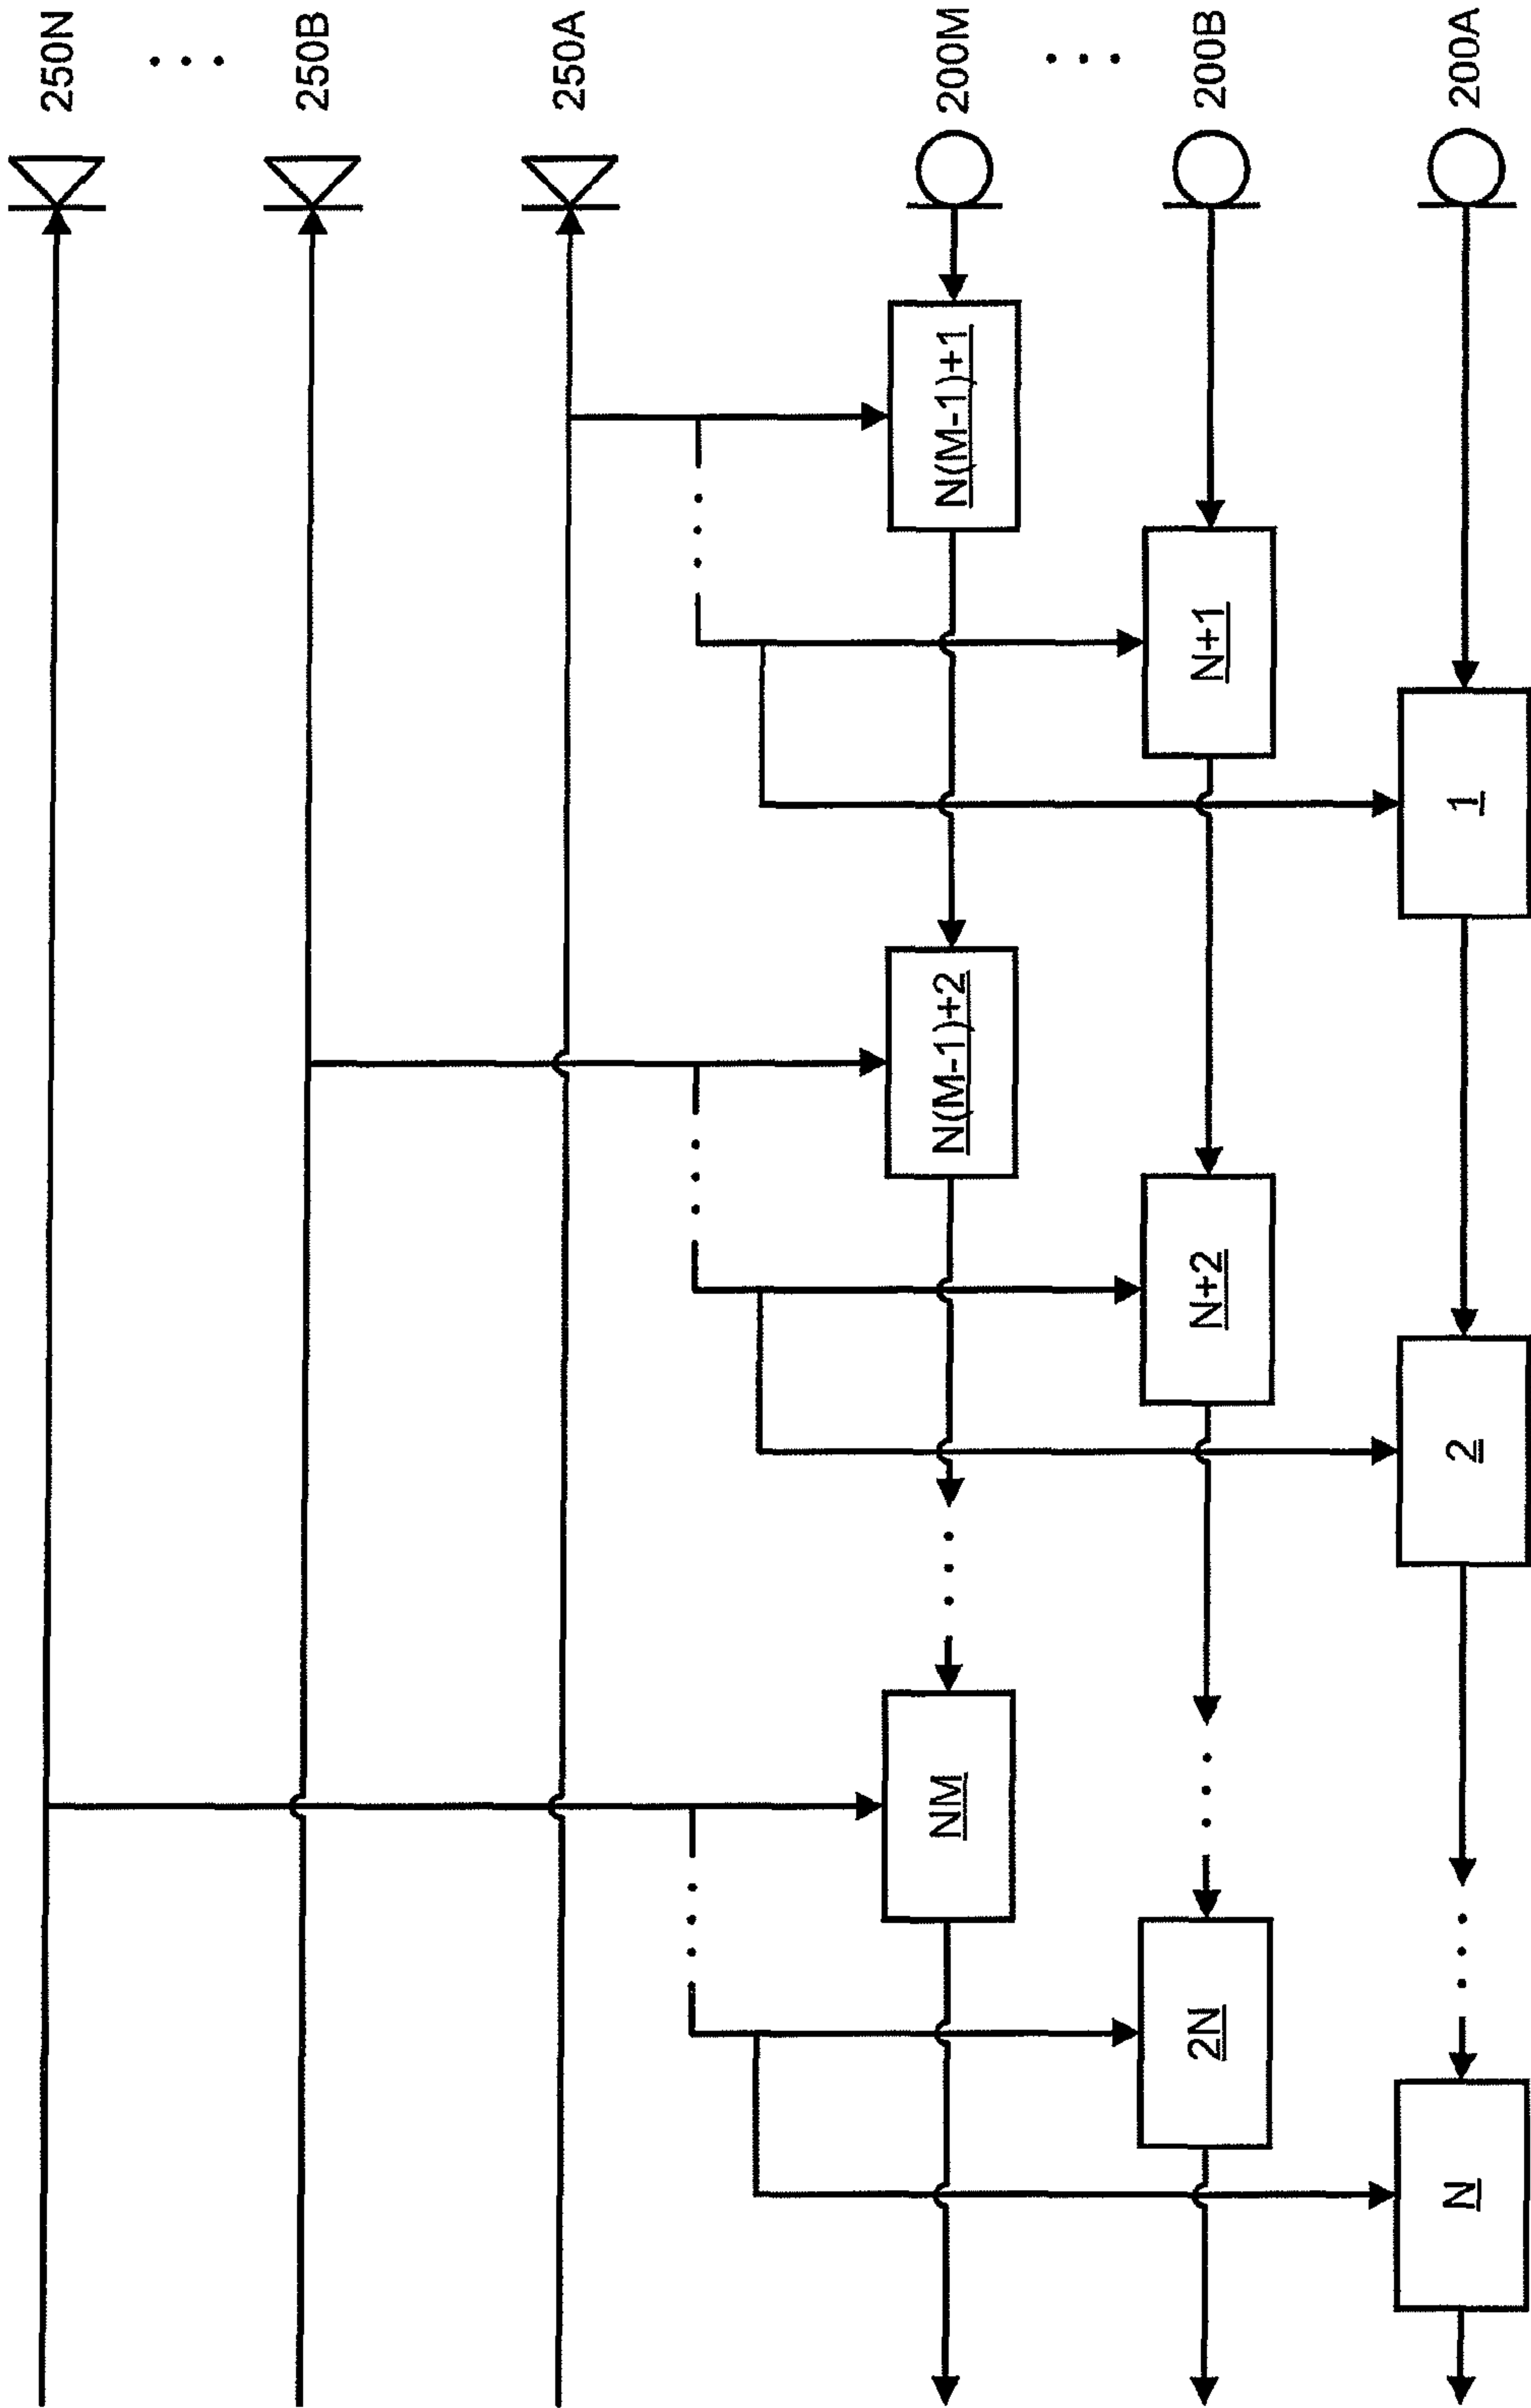 250N
. . .
250B
250A
200M
. . .
200B
200A
N(M-1)+1
N+1
1
N(M-1)+2
N+2
2
NM
2N
N